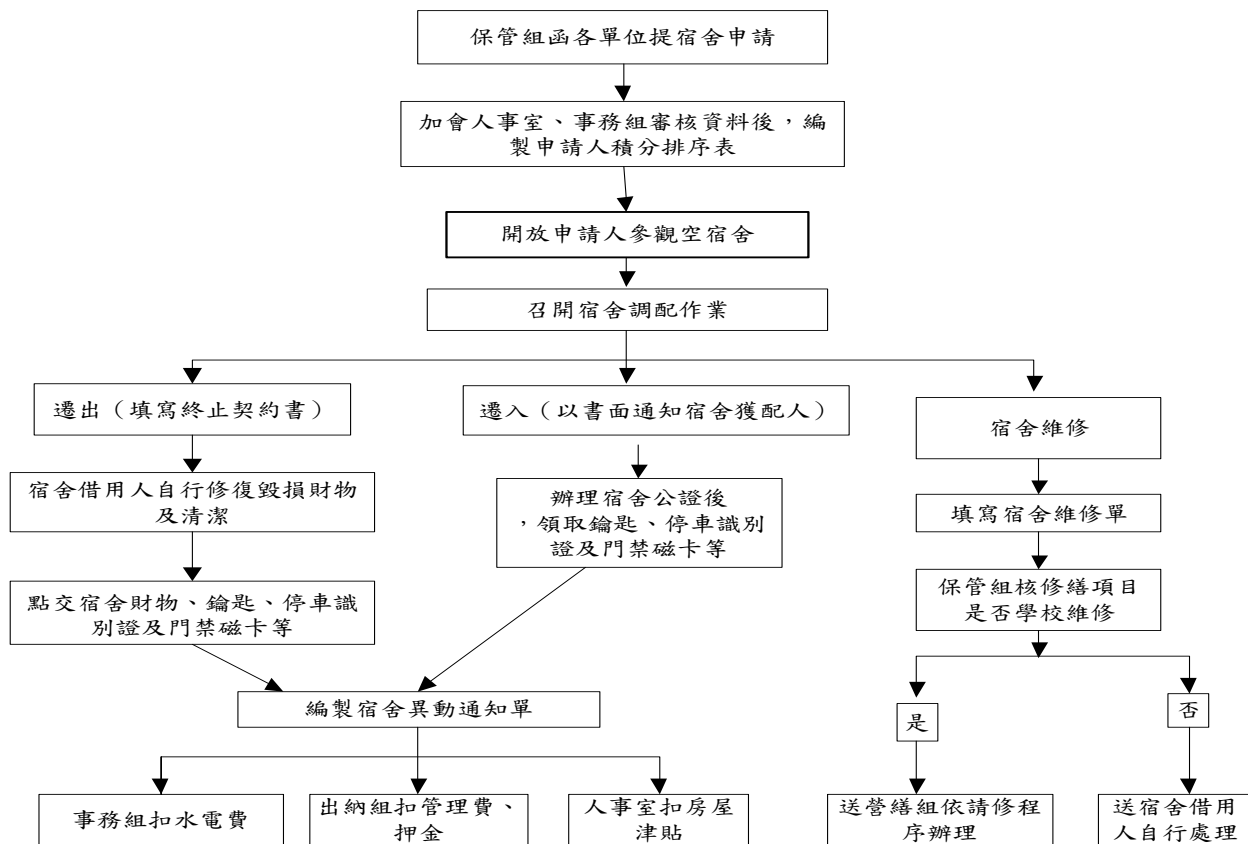 保管組函各單位提宿舍申請
加會人事室、事務組審核資料後，編
製申請人積分排序表
開放申請人參觀空宿舍
召開宿舍調配作業
遷出（填寫終止契約書）
遷入（以書面通知宿舍獲配人）
宿舍維修
宿舍借用人自行修復毀損財物
及清潔
辦理宿舍公證後
，領取鑰匙、停車識別
證及門禁磁卡等
填寫宿舍維修單
點交宿舍財物、鑰匙、停車識
別證及門禁磁卡等
保管組核修繕項目
是否學校維修
編製宿舍異動通知單
是
否
事務組扣水電費
出納組扣管理費、
押金
人事室扣房屋
津貼
送營繕組依請修程
序辦理
送宿舍借用
人自行處理